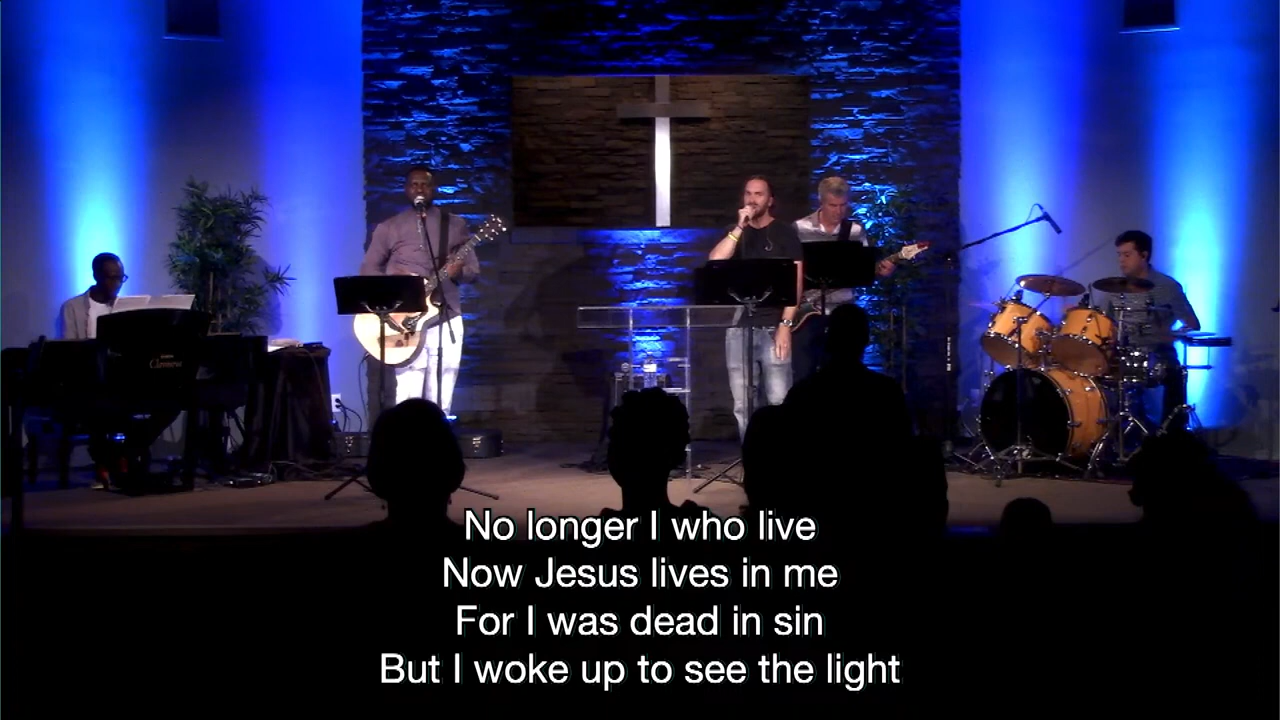 No longer I who live
Now Jesus lives in me
For I was dead in sin
But I woke up to see the light